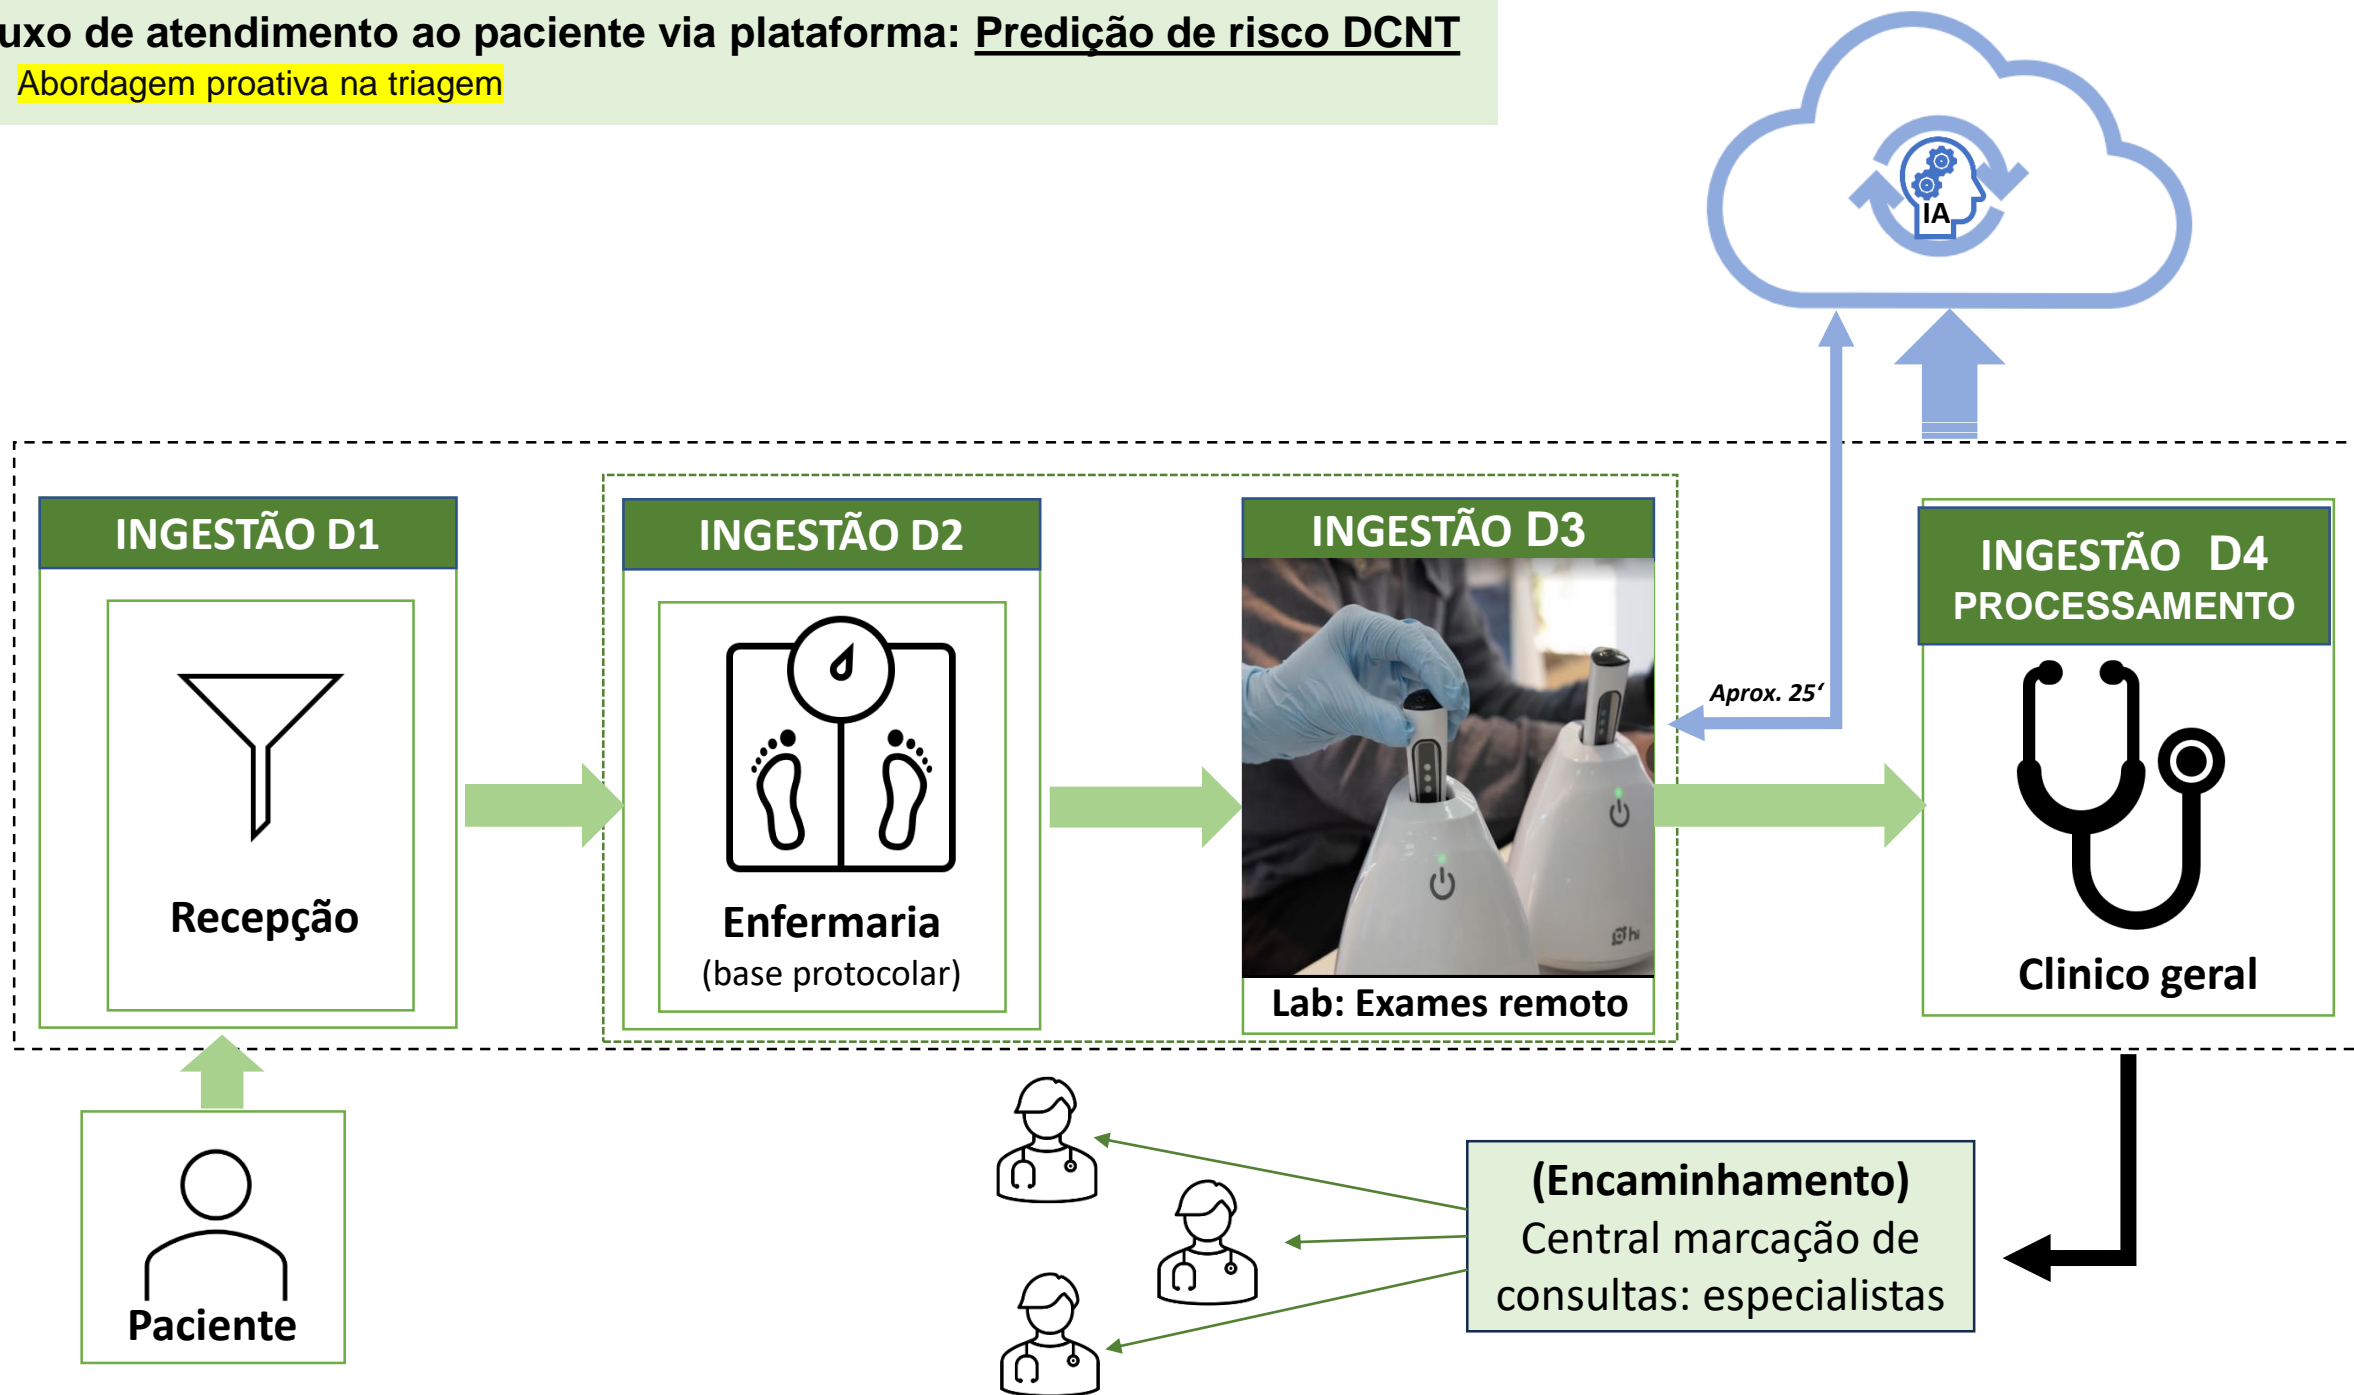 uxo de atendimento ao paciente via plataforma: Predição de risco DCNT
Abordagem proativa na triagem
IA
INGESTÃO D1
INGESTÃO D2
INGESTÃO D3
INGESTÃO D4
PROCESSAMENTO
Aprox. 25‘
Recepção
Enfermaria
(base protocolar)
hi
Lab: Exames remoto
Clinico geral
Paciente
(Encaminhamento)
Central marcação de
consultas: especialistas